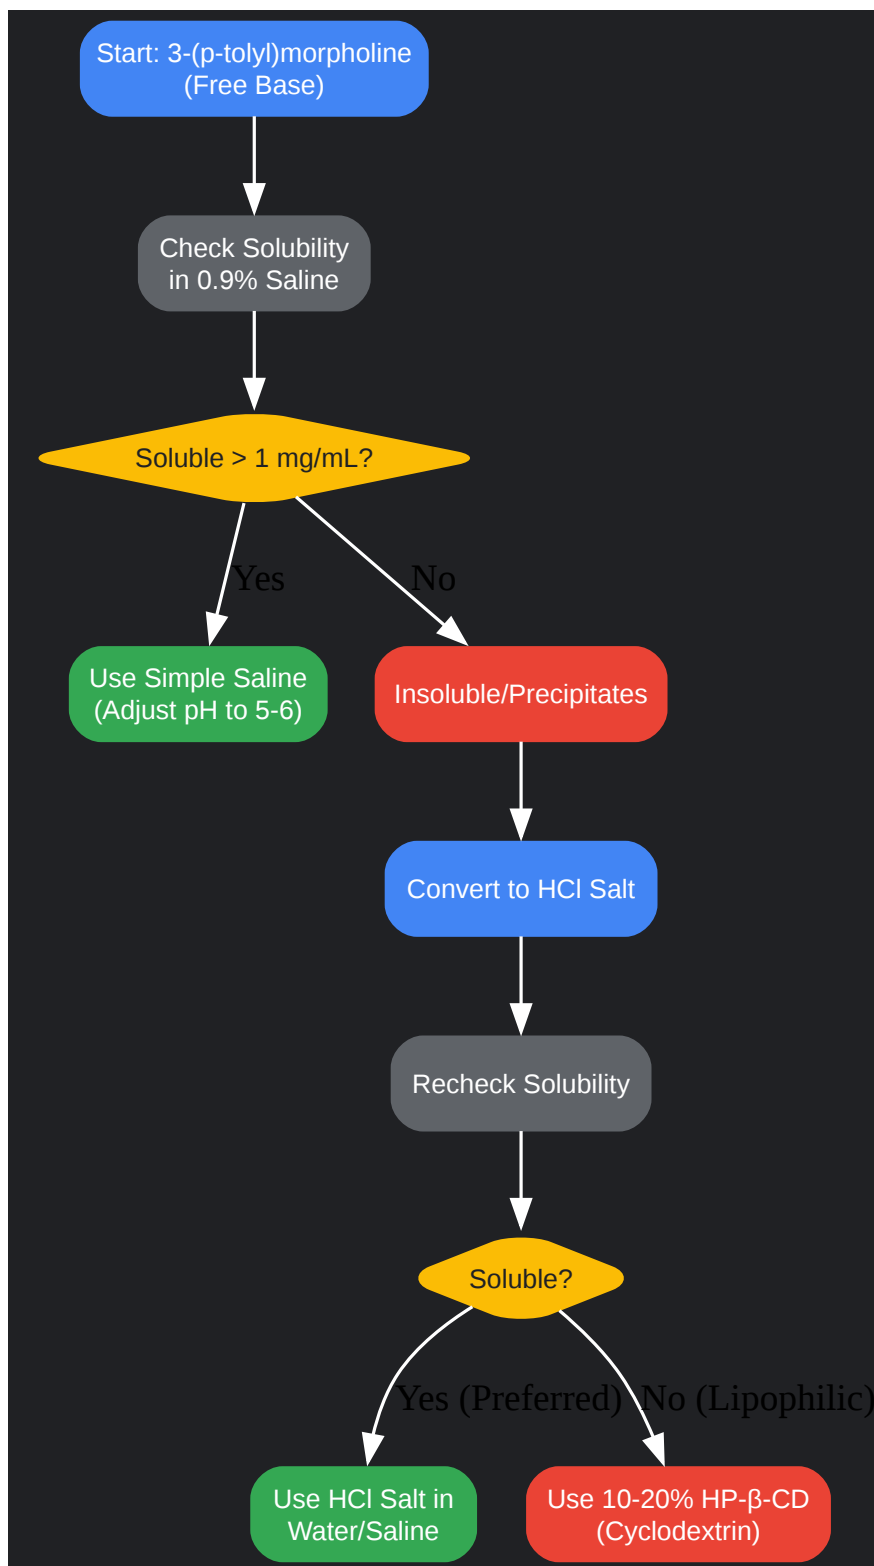 Start: 3-(p-tolyl)morpholine
(Free Base)
Check Solubility
in 0.9% Saline
Soluble > 1 mg/mL?
Yes
No
Use Simple Saline
(Adjust pH to 5-6)
Insoluble/Precipitates
Convert to HCl Salt
Recheck Solubility
Soluble?
Yes (Preferred)
No (Lipophilic)
Use HCl Salt in
Water/Saline
Use 10-20% HP-β-CD
(Cyclodextrin)